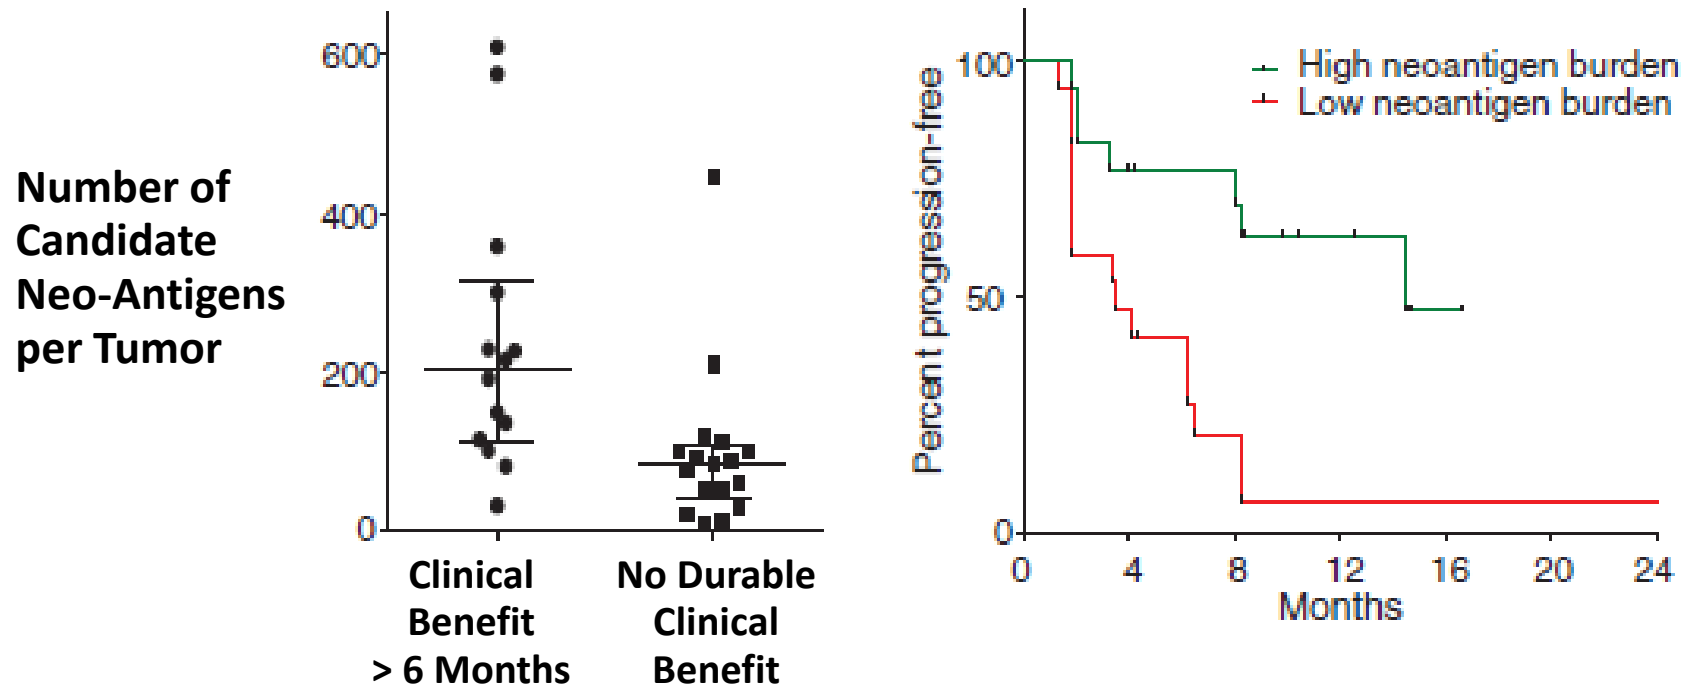 Number of
Candidate
Neo-Antigens
per Tumor
600
400
200
0
Clinical
Benefit
> 6 Months
No Durable
Clinical
Benefit
Percent progression-free
100
50
0
High neoantigen burden
Low neoantigen burden
0 4 8 12 16 20 24
Months